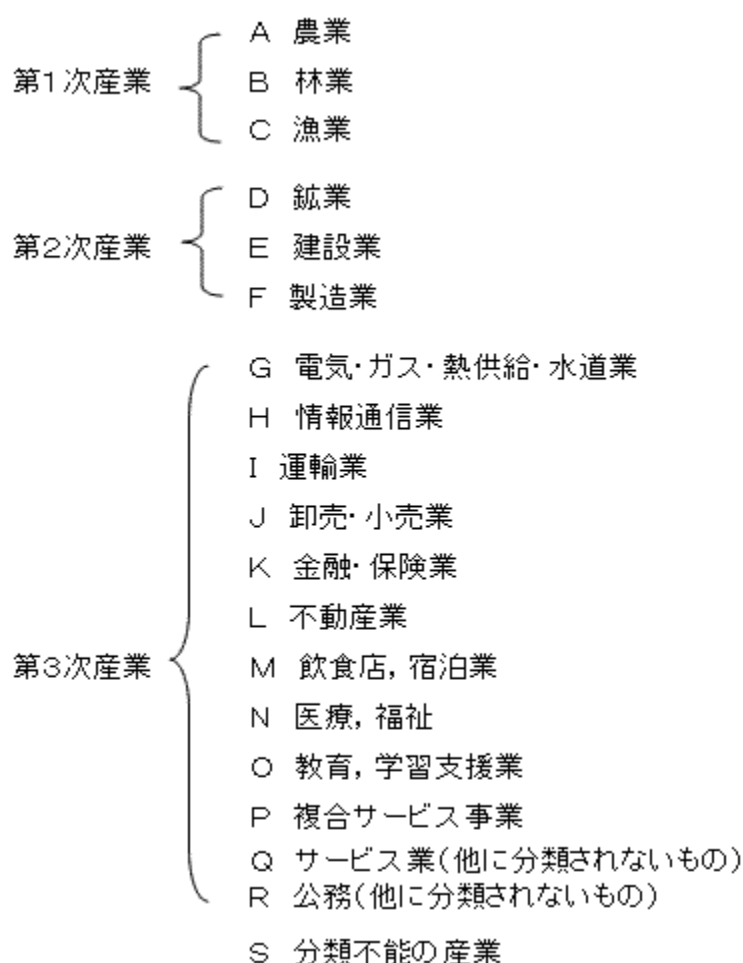 A 農業
第1次産業 B 林業
C 漁業
D 鉱業
第2次産業 E 建設業
F 製造業
G 電気・ガス・熱供給・水道業
H 情報通信業
I 運輸業
J 卸売・小売業
K 金融・保険業
L 不動産業
第3次産業 M 飲食店,宿泊業
N 医療,福祉
O 教育,学習支援業
P 複合サービス事業
Q サービス業(他に分類されないもの)
R 公務(他に分類されないもの)
S 分類不能の産業